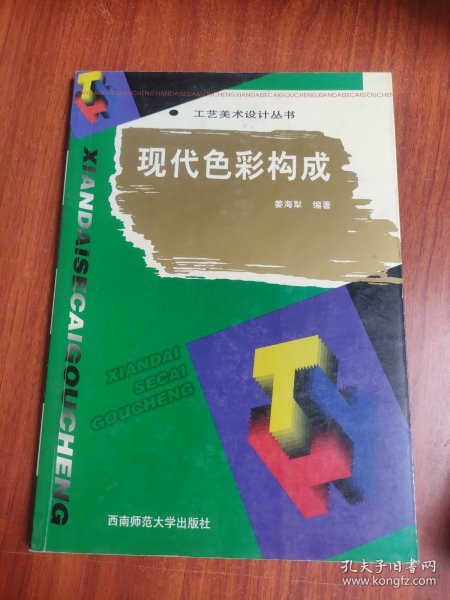 XIANDAISECAIGOUCHENGXIANDAISECAIGOUCHENG
工艺美术设计丛书
现代色彩构成
姜海犁 编著
XIANDAISECAIGOUCHENG
XIANDAI
SECAI
GOUCHENG
西南师范大学出版社
孔夫子旧书网
www.kongfz.com